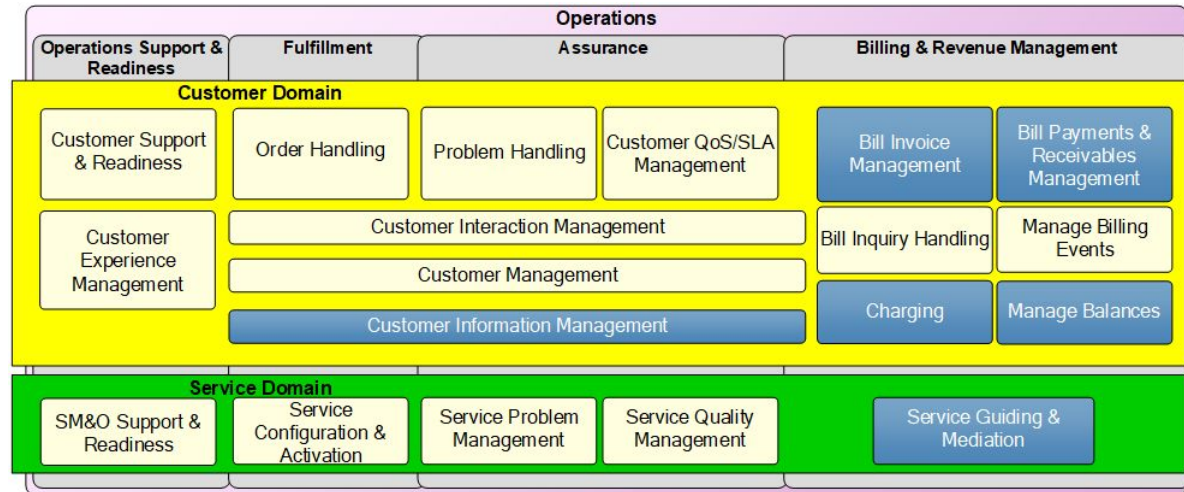 Operations
Operations Support &
Readiness
Fulfillment
Assurance
Billing & Revenue Management
Customer Domain
Customer Support
& Readiness
Order Handling
Problem Handling
Customer QoS/SLA
Management
Bill Invoice
Management
Bill Payments &
Receivables
Management
Customer
Experience
Management
Customer Interaction Management
Customer Management
Customer Information Management
Bill Inquiry Handling
Manage Billing
Events
Charging
Manage Balances
Service Domain
SM&O Support &
Readiness
Service
Configuration &
Activation
Service Problem
Management
Service Quality
Management
Service Guiding &
Mediation